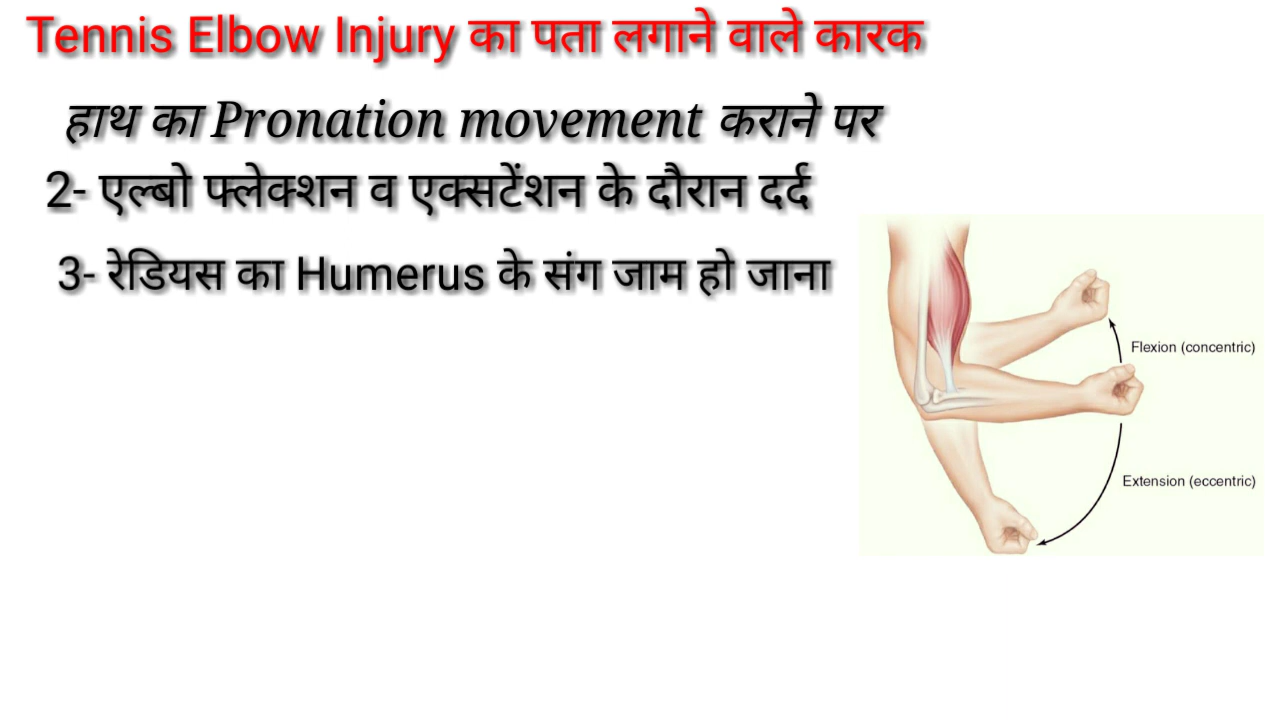 Tennis Elbow Injury का पता लगाने वाले कारक
हाथ का Pronation movement कराने पर
2- एल्बो फ्लेक्शन व एक्सटेंशन के दौरान दर्द
3- रेडियस का Humerus के संग जाम हो जाना
Flexion (concentric)
Extension (eccentric)